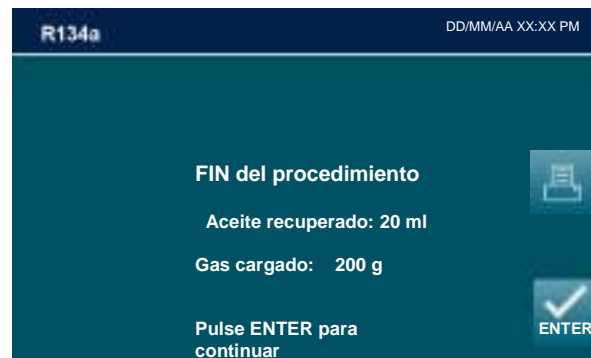 R134a DD/MM/AA XX:XX PM
FIN del procedimiento
Aceite recuperado: 20 ml
Gas cargado: 200 g
Pulse ENTER para
continuar
ENTER